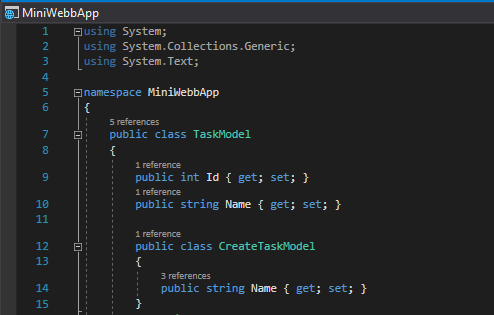 MiniWebbApp
1 using System;
2 using System.Collections.Generic;
3 using System.Text;
4
5 namespace MiniWebbApp
6 {
5 references
7 public class TaskModel
8 {
1 reference
9 public int Id { get; set; }
1 reference
10 public string Name { get; set; }
11
1 reference
12 public class CreateTaskModel
13 {
3 references
14 public string Name { get; set; }
15 }